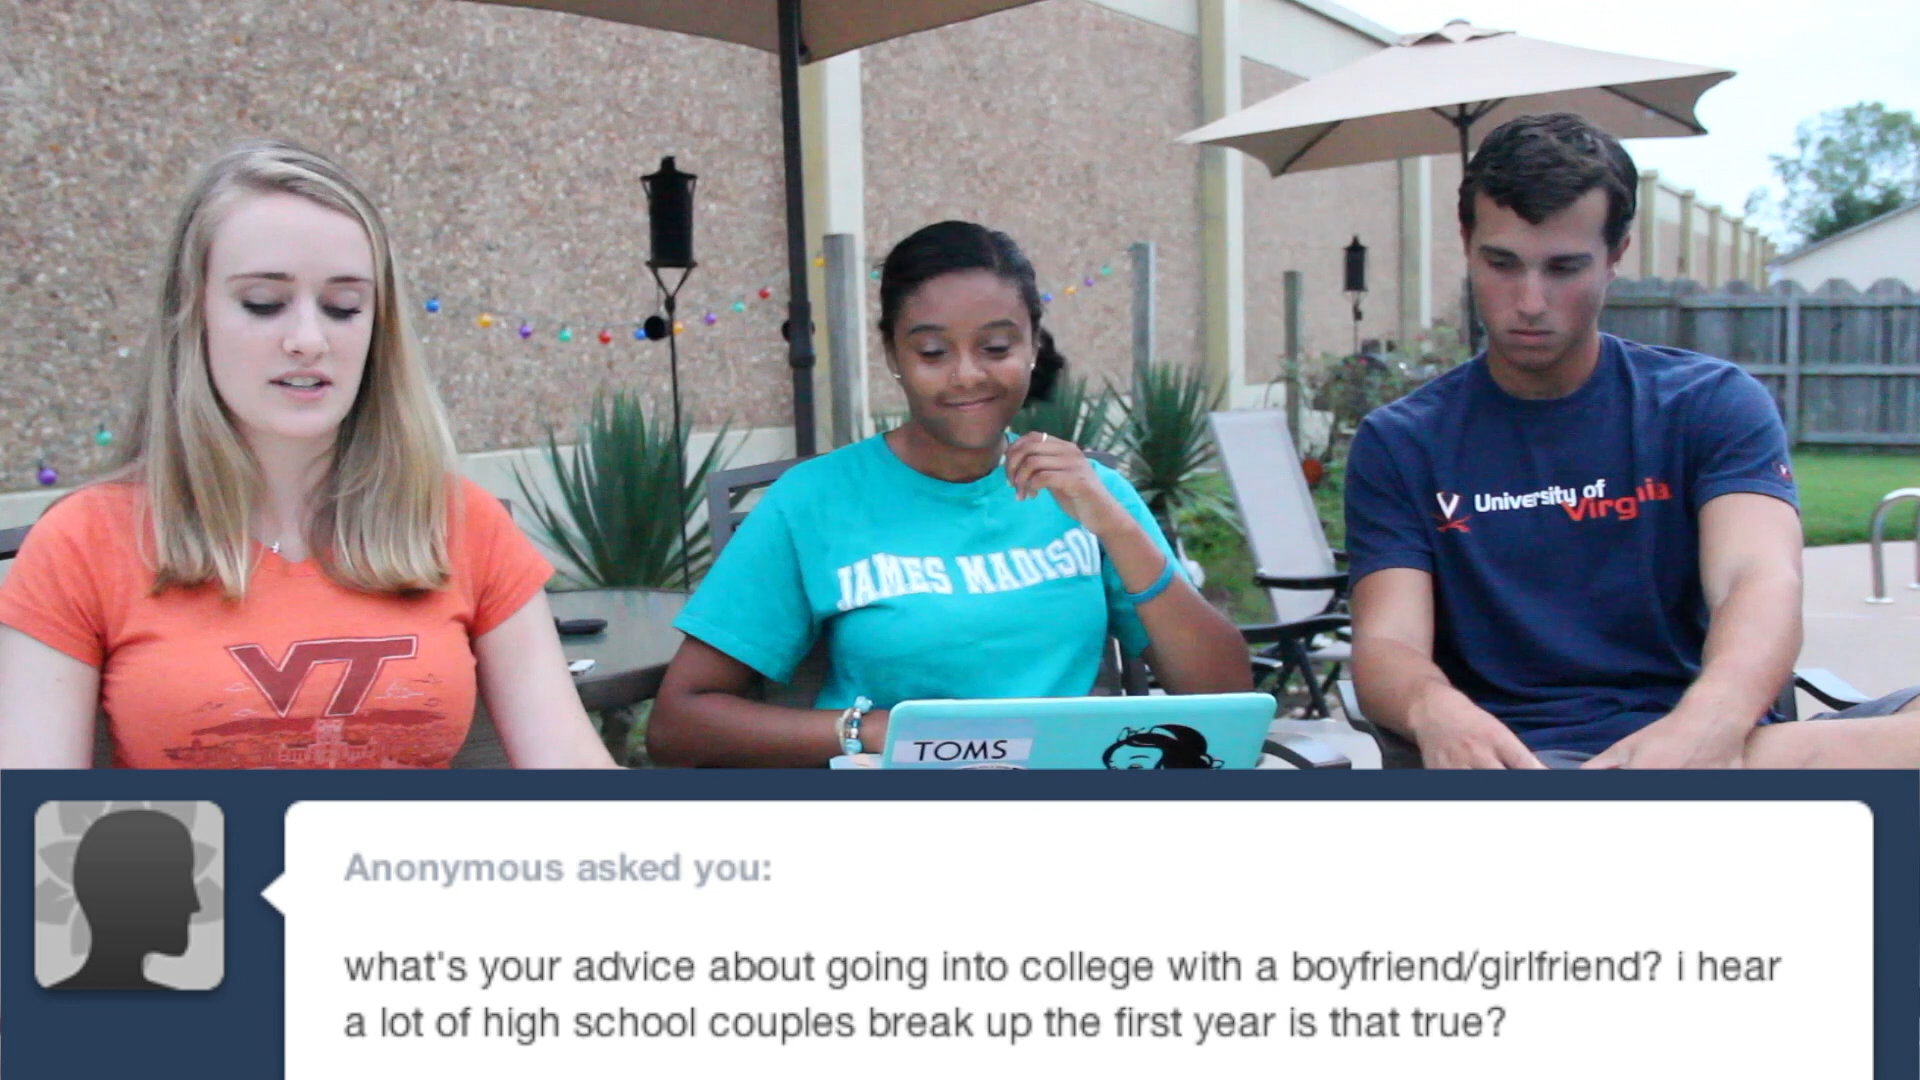 VT
JAMES MADISON
University of
Virginia
TOMS
Anonymous asked you:
what's your advice about going into college with a boyfriend/girlfriend? i hear
a lot of high school couples break up the first year is that true?